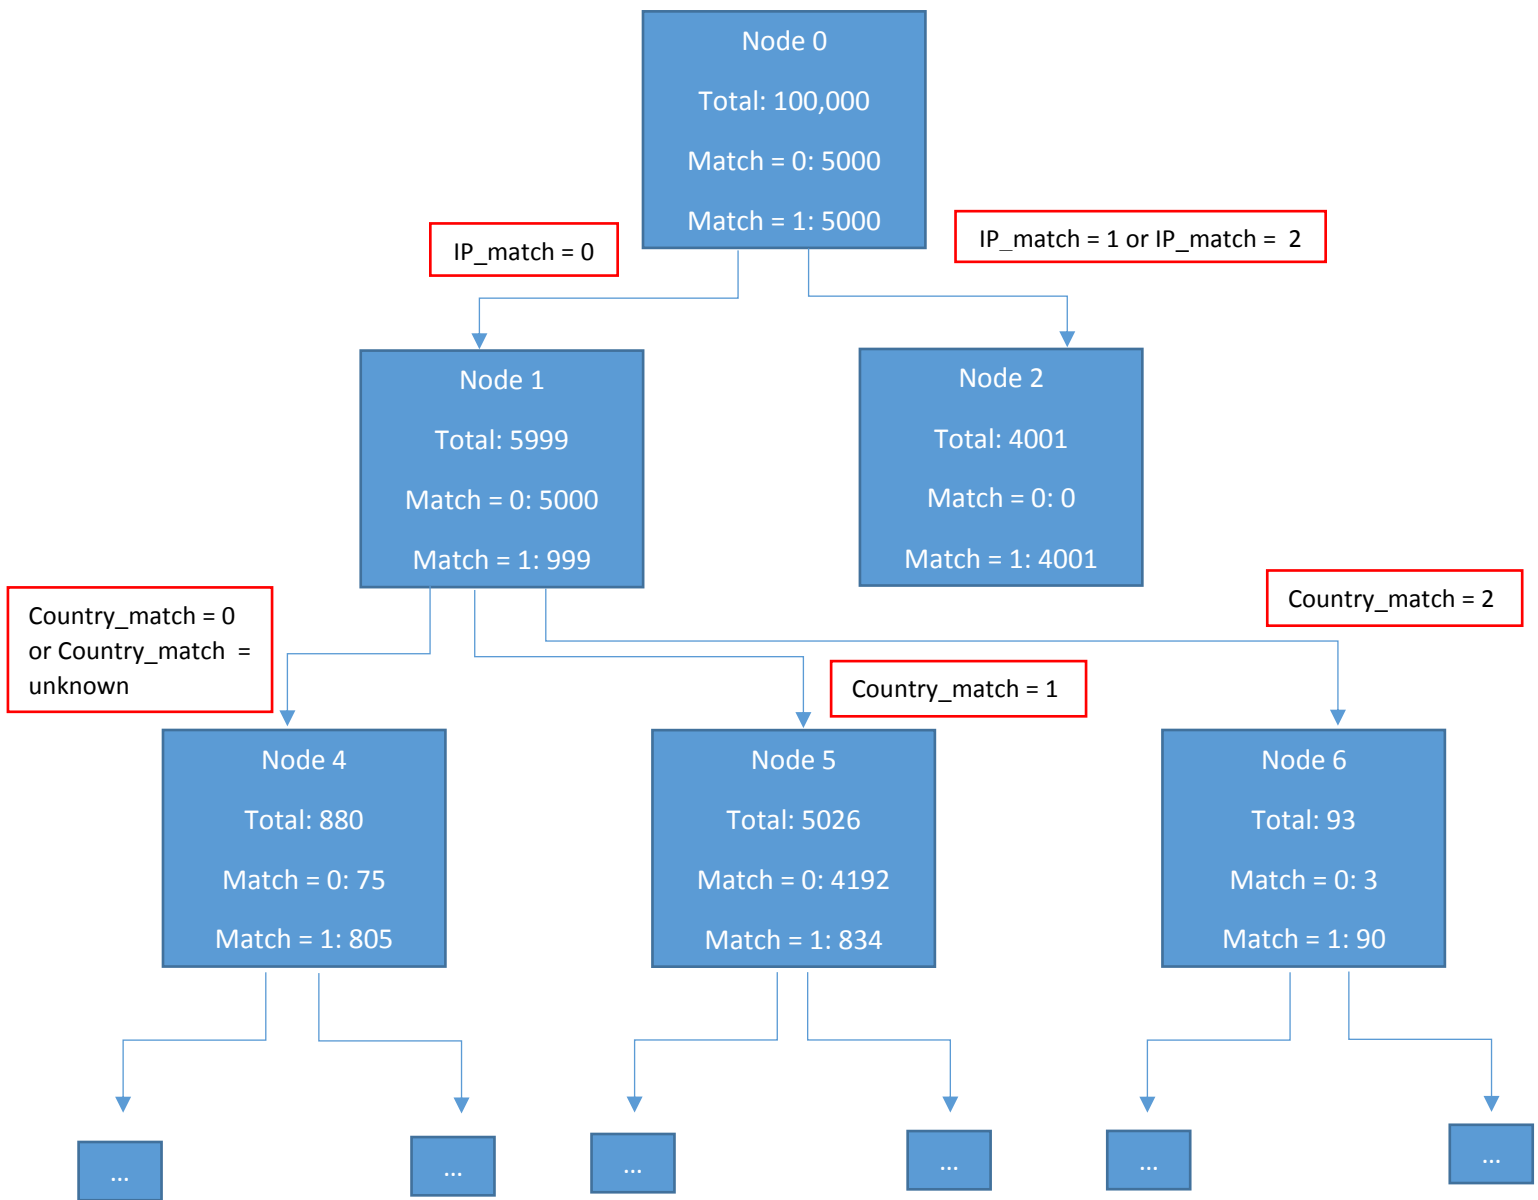 Node 0
Total: 100,000
Match = 0: 5000
Match = 1: 5000
IP_match = 0
IP_match = 1 or IP_match =  2
Node 1
Total: 5999
Match = 0: 5000
Match = 1: 999
Node 2
Total: 4001
Match = 0: 0
Match = 1: 4001
Country_match = 0
or Country_match  =
unknown
Country_match = 1
Country_match = 2
Node 4
Total: 880
Match = 0: 75
Match = 1: 805
Node 5
Total: 5026
Match = 0: 4192
Match = 1: 834
Node 6
Total: 93
Match = 0: 3
Match = 1: 90
...
...
...
...
...
...